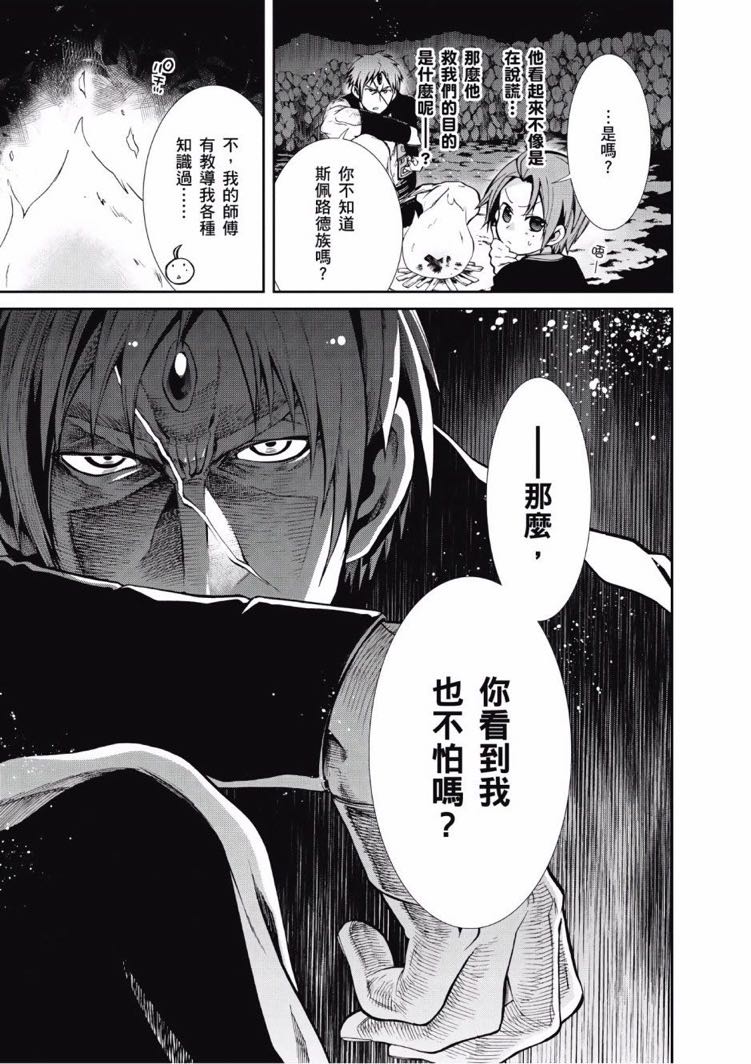 …是嗎？
他看起來不像是
在說謊…
那麼他
救我們的目的
是什麼呢——？
唔—
你不知道
斯佩路德族嗎？
不，我的師傅
有教導我各種
知識過……
——那麼，
你看到我
也不怕嗎？